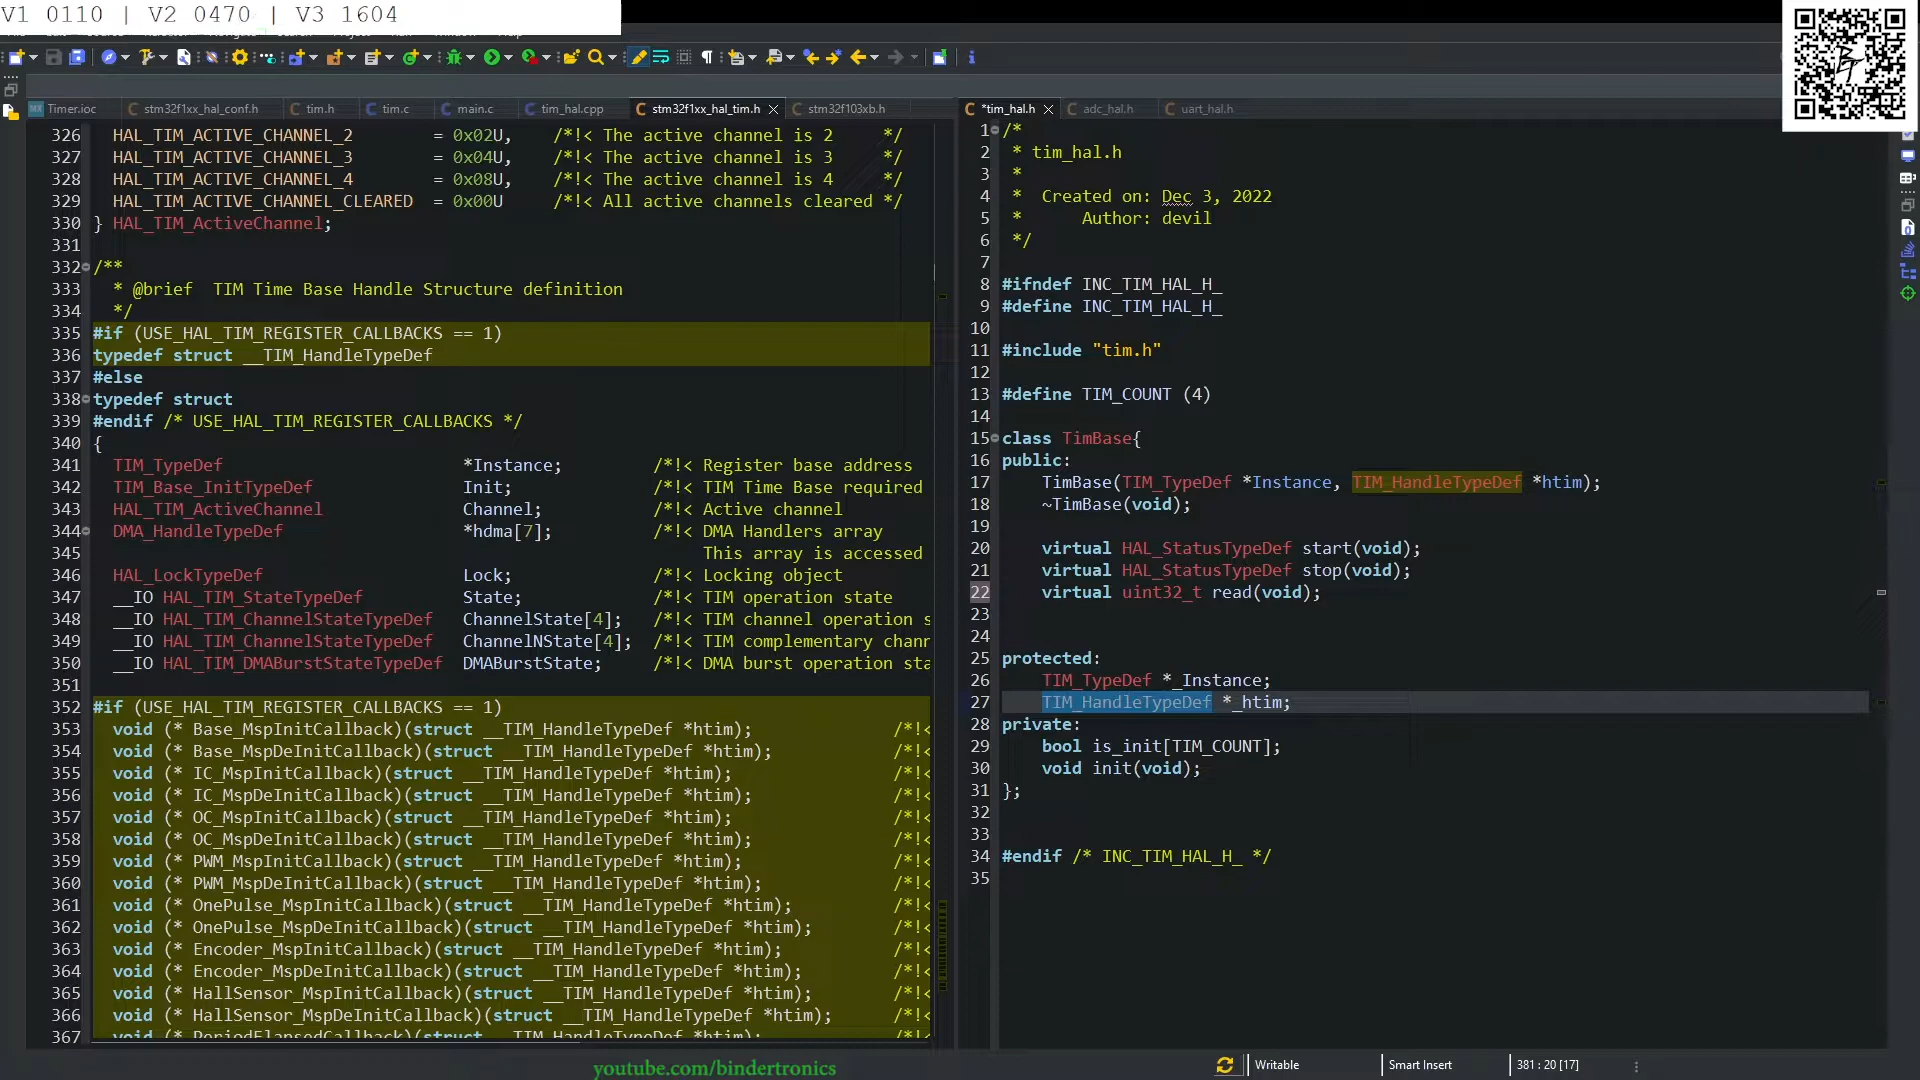 V1 0110 | V2 0470 | V3 1604
Timer.ioc
stm32f1xx_hal_conf.h
tim.h
tim.c
main.c
tim_hal.cpp
stm32f1xx_hal_tim.h
stm32f103xb.h
*tim_hal.h
adc_hal.h
uart_hal.h
326 HAL_TIM_ACTIVE_CHANNEL_2 = 0x02U, /*!< The active channel is 2 */
327 HAL_TIM_ACTIVE_CHANNEL_3 = 0x04U, /*!< The active channel is 3 */
328 HAL_TIM_ACTIVE_CHANNEL_4 = 0x08U, /*!< The active channel is 4 */
329 HAL_TIM_ACTIVE_CHANNEL_CLEARED = 0x00U /*!< All active channels cleared */
330 } HAL_TIM_ActiveChannel;
331
332 /**
333 * @brief TIM Time Base Handle Structure definition
334 */
335 #if (USE_HAL_TIM_REGISTER_CALLBACKS == 1)
336 typedef struct __TIM_HandleTypeDef
337 #else
338 typedef struct
339 #endif /* USE_HAL_TIM_REGISTER_CALLBACKS */
340 {
341 TIM_TypeDef *Instance; /*!< Register base address
342 TIM_Base_InitTypeDef Init; /*!< TIM Time Base required
343 HAL_TIM_ActiveChannel Channel; /*!< Active channel
344 DMA_HandleTypeDef *hdma[7]; /*!< DMA Handlers array
345 This array is accessed
346 HAL_LockTypeDef Lock; /*!< Locking object
347 __IO HAL_TIM_StateTypeDef State; /*!< TIM operation state
348 __IO HAL_TIM_ChannelStateTypeDef ChannelState[4]; /*!< TIM channel operation s
349 __IO HAL_TIM_ChannelStateTypeDef ChannelNState[4]; /*!< TIM complementary chann
350 __IO HAL_TIM_DMABurstStateTypeDef DMABurstState; /*!< DMA burst operation sta
351
352 #if (USE_HAL_TIM_REGISTER_CALLBACKS == 1)
353 void (* Base_MspInitCallback)(struct __TIM_HandleTypeDef *htim); /*!<
354 void (* Base_MspDeInitCallback)(struct __TIM_HandleTypeDef *htim); /*!<
355 void (* IC_MspInitCallback)(struct __TIM_HandleTypeDef *htim); /*!<
356 void (* IC_MspDeInitCallback)(struct __TIM_HandleTypeDef *htim); /*!<
357 void (* OC_MspInitCallback)(struct __TIM_HandleTypeDef *htim); /*!<
358 void (* OC_MspDeInitCallback)(struct __TIM_HandleTypeDef *htim); /*!<
359 void (* PWM_MspInitCallback)(struct __TIM_HandleTypeDef *htim); /*!<
360 void (* PWM_MspDeInitCallback)(struct __TIM_HandleTypeDef *htim); /*!<
361 void (* OnePulse_MspInitCallback)(struct __TIM_HandleTypeDef *htim); /*!<
362 void (* OnePulse_MspDeInitCallback)(struct __TIM_HandleTypeDef *htim); /*!<
363 void (* Encoder_MspInitCallback)(struct __TIM_HandleTypeDef *htim); /*!<
364 void (* Encoder_MspDeInitCallback)(struct __TIM_HandleTypeDef *htim); /*!<
365 void (* HallSensor_MspInitCallback)(struct __TIM_HandleTypeDef *htim); /*!<
366 void (* HallSensor_MspDeInitCallback)(struct __TIM_HandleTypeDef *htim); /*!<
367 void (* PeriodElapsedCallback)(struct __TIM_HandleTypeDef *htim); /*!<
1 /*
2 * tim_hal.h
3 *
4 * Created on: Dec 3, 2022
5 * Author: devil
6 */
7
8 #ifndef INC_TIM_HAL_H_
9 #define INC_TIM_HAL_H_
10
11 #include "tim.h"
12
13 #define TIM_COUNT (4)
14
15 class TimBase{
16 public:
17 TimBase(TIM_TypeDef *Instance, TIM_HandleTypeDef *htim);
18 ~TimBase(void);
19
20 virtual HAL_StatusTypeDef start(void);
21 virtual HAL_StatusTypeDef stop(void);
22 virtual uint32_t read(void);
23
24
25 protected:
26 TIM_TypeDef *_Instance;
27 TIM_HandleTypeDef *_htim;
28 private:
29 bool is_init[TIM_COUNT];
30 void init(void);
31 };
32
33
34 #endif /* INC_TIM_HAL_H_ */
35
youtube.com/bindertronics
Writable
Smart Insert
381 : 20 [17]